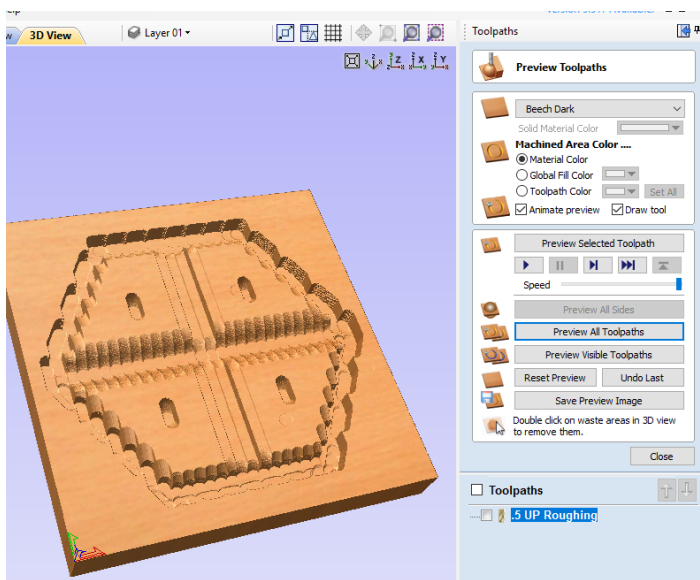 3D View
Layer 01
Toolpaths
Preview Toolpaths
Beech Dark
Solid Material Color
Machined Area Color ....
Material Color
Global Fill Color
Toolpath Color
Set All
Animate preview
Draw tool
Preview Selected Toolpath
Speed
Preview All Sides
Preview All Toolpaths
Preview Visible Toolpaths
Reset Preview
Undo Last
Save Preview Image
Double click on waste areas in 3D view
to remove them.
Close
Toolpaths
.5 UP Roughing